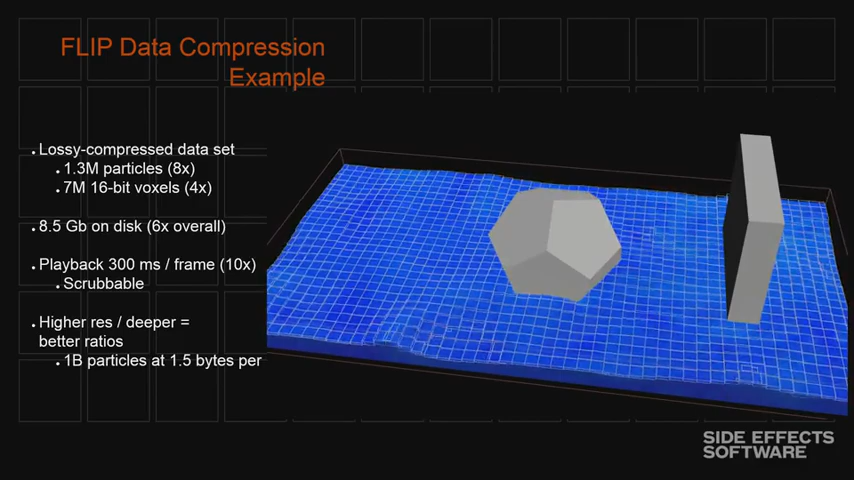 FLIP Data Compression
Example
• Lossy-compressed data set
• 1.3M particles (8x)
• 7M 16-bit voxels (4x)
• 8.5 Gb on disk (6x overall)
• Playback 300 ms / frame (10x)
• Scrubbable
• Higher res / deeper =
better ratios
• 1B particles at 1.5 bytes per
SIDE EFFECTS
SOFTWARE